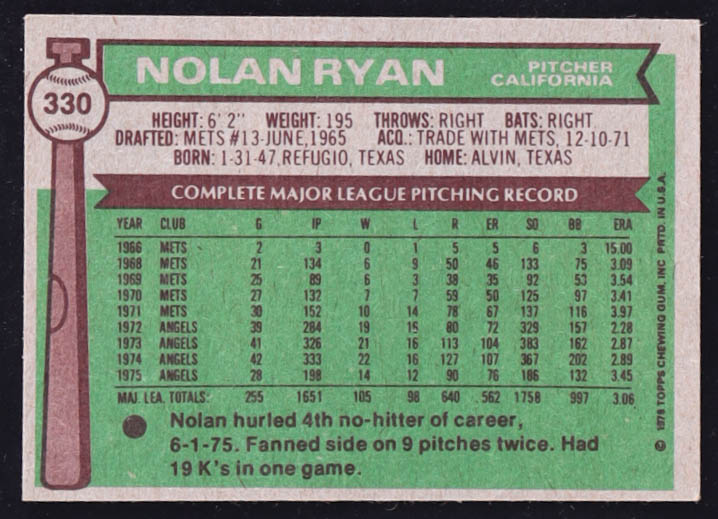 NOLAN RYAN
PITCHER
CALIFORNIA
330
HEIGHT: 6' 2" WEIGHT: 195 THROWS: RIGHT BATS: RIGHT
DRAFTED: METS #13-JUNE,1965 ACQ.: TRADE WITH METS, 12-10-71
BORN: 1-31-47,REFUGIO, TEXAS HOME: ALVIN, TEXAS
COMPLETE MAJOR LEAGUE PITCHING RECORD
YEAR CLUB G IP W L R ER SO BB ERA
1966 METS 2 3 0 1 5 5 6 3 15.00
1968 METS 21 134 6 9 50 46 133 75 3.09
1969 METS 25 89 6 3 38 35 92 53 3.54
1970 METS 27 132 7 7 59 50 125 97 3.41
1971 METS 30 152 10 14 78 67 137 116 3.97
1972 ANGELS 39 284 19 16 80 72 329 157 2.28
1973 ANGELS 41 326 21 16 113 104 383 162 2.87
1974 ANGELS 42 333 22 16 127 107 367 202 2.89
1975 ANGELS 28 198 14 12 90 76 186 132 3.45
MAJ. LEA. TOTALS: 255 1651 105 98 640 562 1758 997 3.06
Nolan hurled 4th no-hitter of career,
6-1-75. Fanned side on 9 pitches twice. Had
19 K's in one game.
© 1976 TOPPS CHEWING GUM, INC PRTD. IN U.S.A.